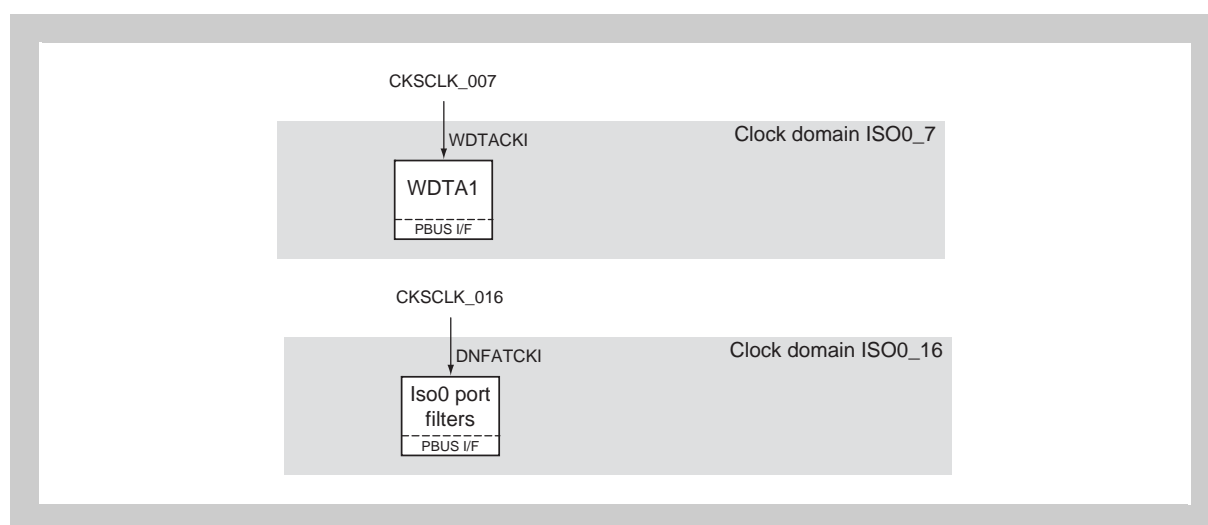 CKSCLK_007
WDTACKI
Clock domain ISO0_7
WDTA1
PBUS I/F
CKSCLK_016
DNFATCKI
Clock domain ISO0_16
Iso0 port
filters
PBUS I/F